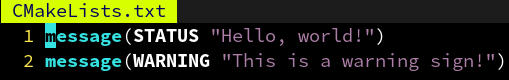 CMakeLists.txt
1 message(STATUS "Hello, world!")
2 message(WARNING "This is a warning sign!")